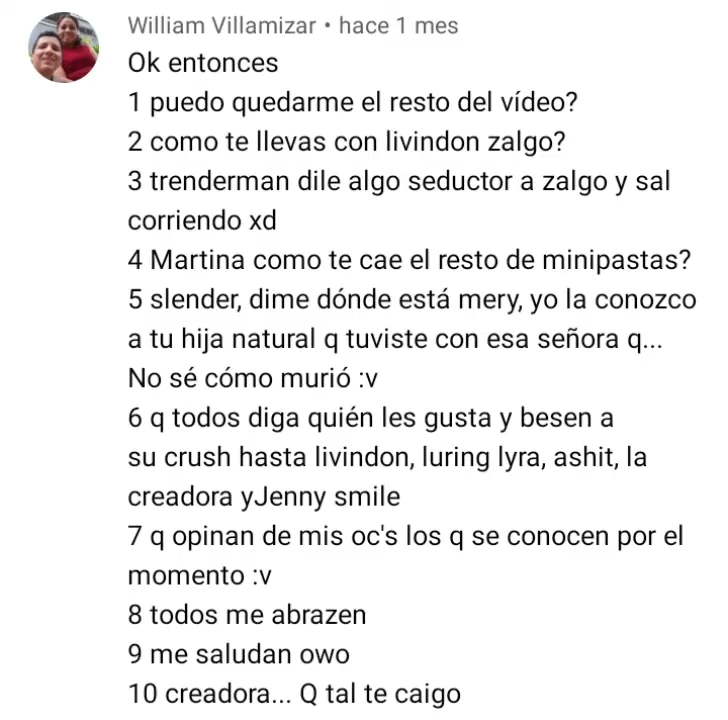 William Villamizar • hace 1 mes
Ok entonces
1 puedo quedarme el resto del vídeo?
2 como te llevas con livindon zalgo?
3 trenderman dile algo seductor a zalgo y sal
corriendo xd
4 Martina como te cae el resto de minipastas?
5 slender, dime dónde está mery, yo la conozco
a tu hija natural q tuviste con esa señora q...
No sé cómo murió :v
6 q todos diga quién les gusta y besen a
su crush hasta livindon, luring lyra, ashit, la
creadora yJenny smile
7 q opinan de mis oc's los q se conocen por el
momento :v
8 todos me abrazen
9 me saludan owo
10 creadora... Q tal te caigo